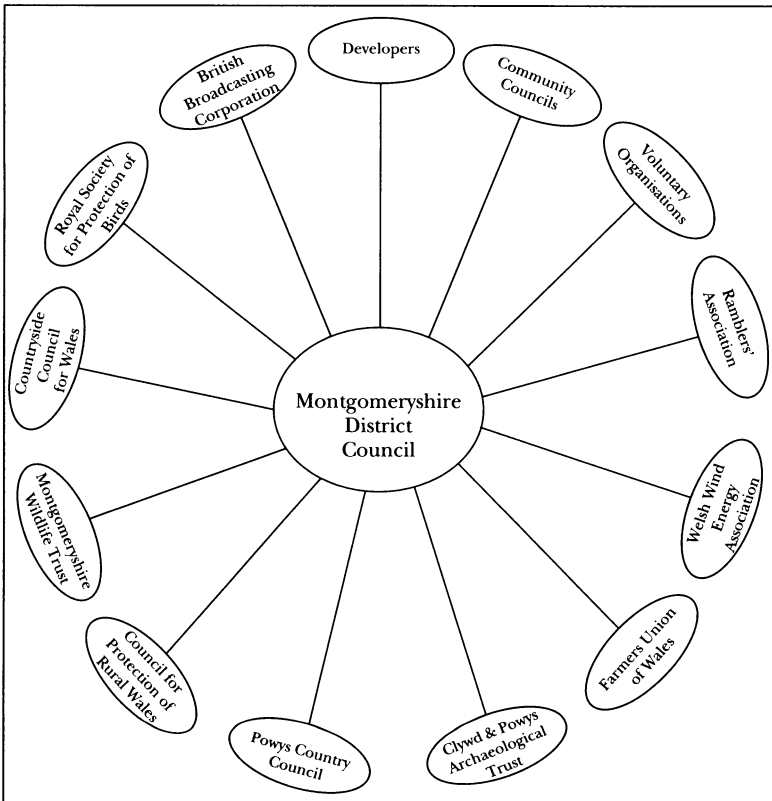 Developers
Community
Councils
Voluntary
Organisations
Ramblers'
Association
Welsh Wind
Energy
Association
Farmers Union
of Wales
Clywd & Powys
Archaeological
Trust
Powys Country
Council
Council for
Protection of
Rural Wales
Montgomeryshire
Wildlife Trust
Countryside
Council
for Wales
Royal Society
for Protection of
Birds
British
Broadcasting
Corporation
Montgomeryshire
District
Council